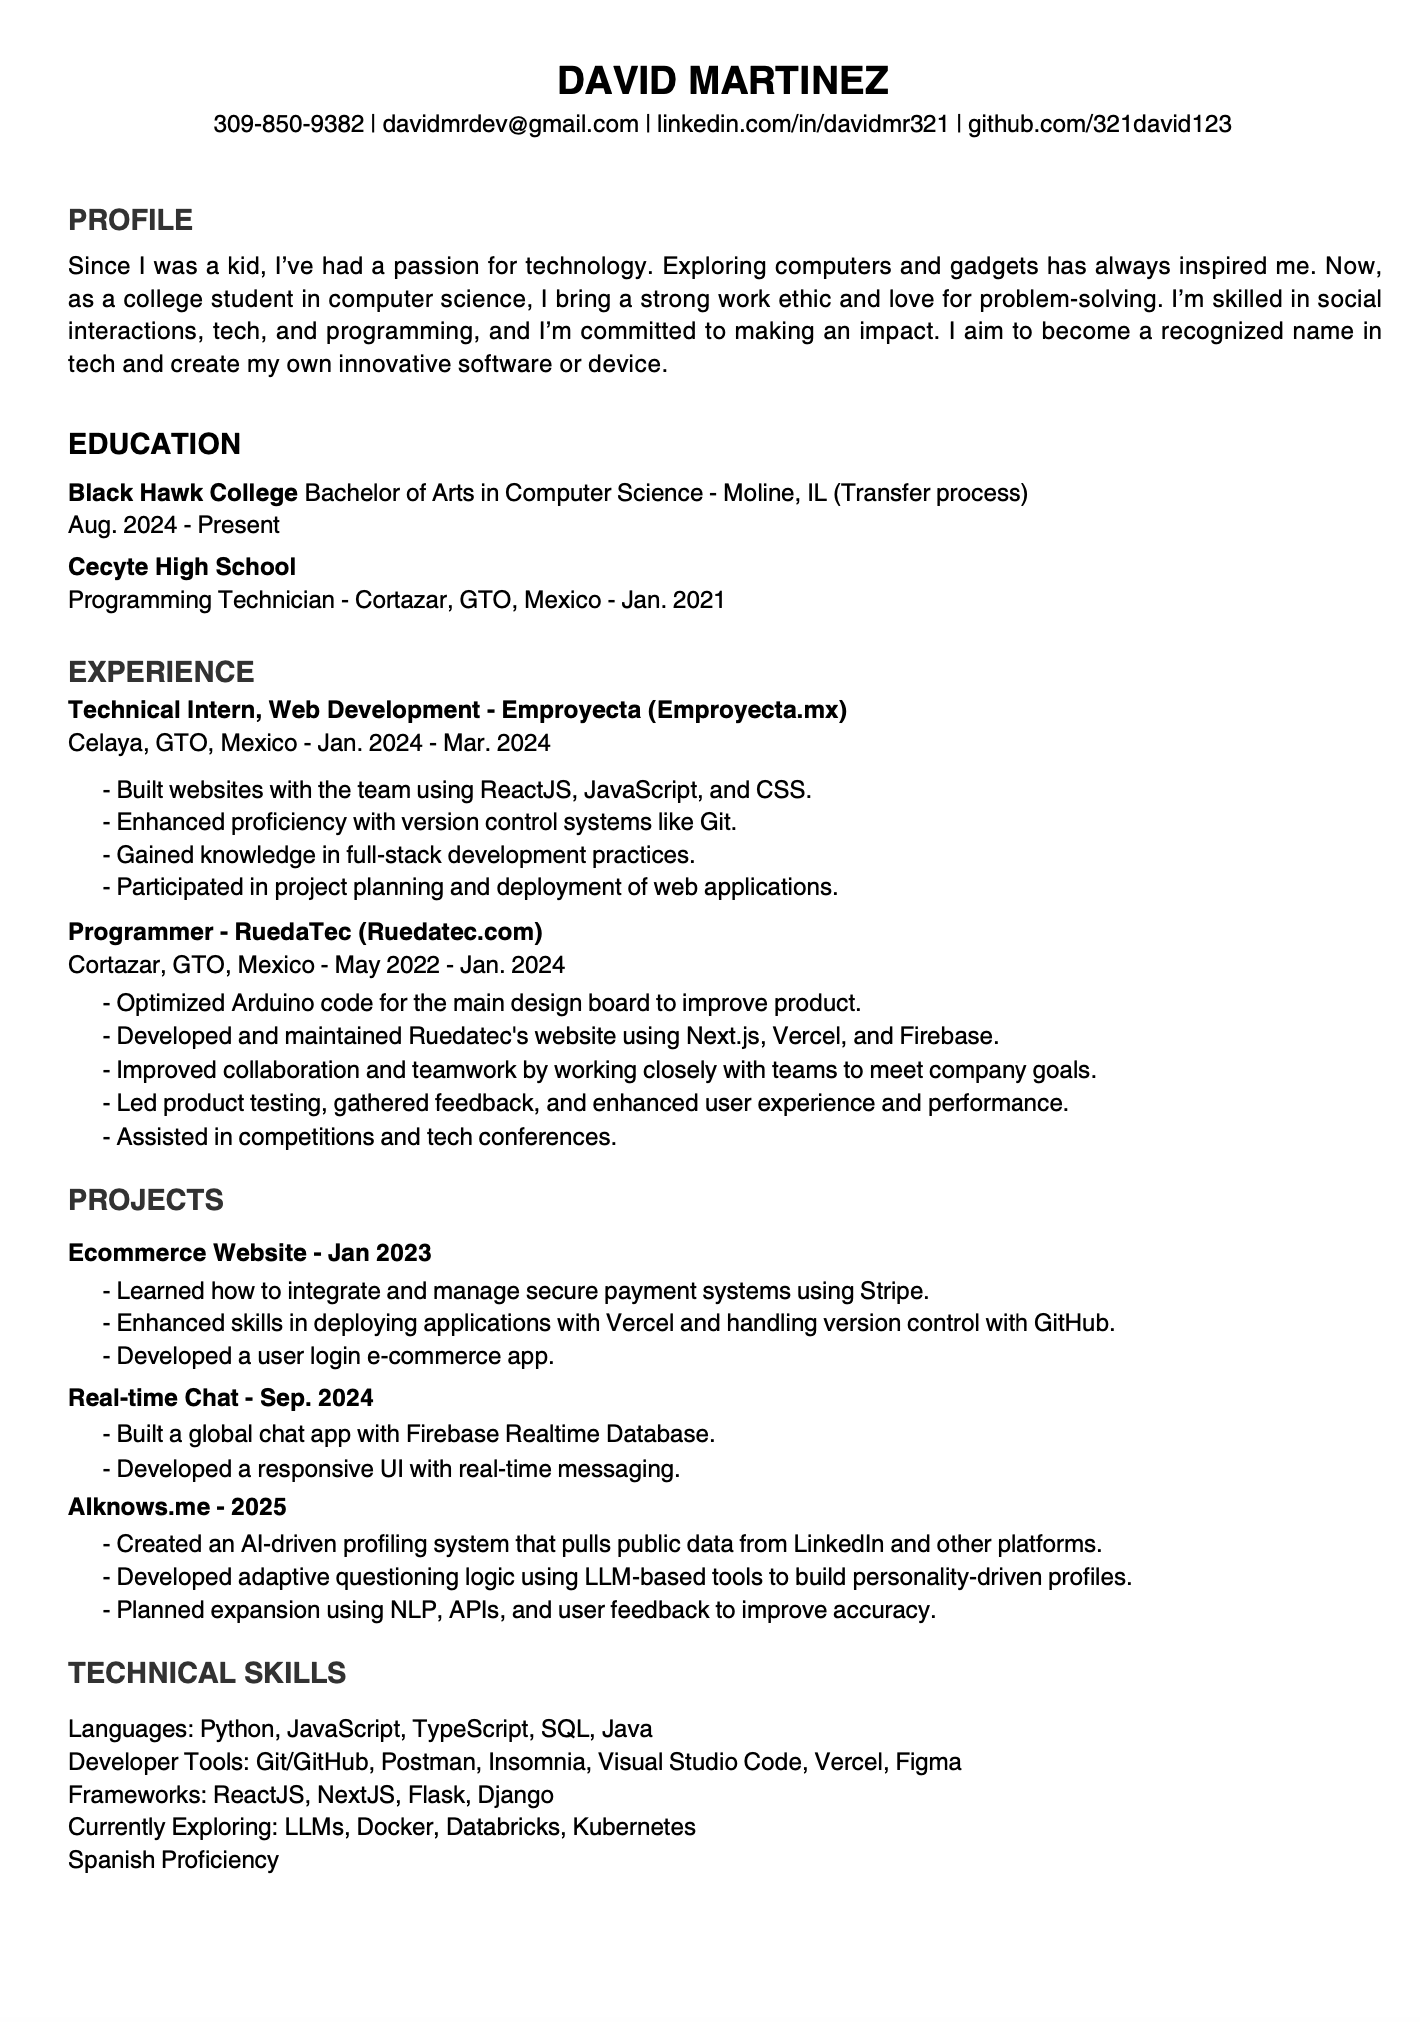 DAVID MARTINEZ
309-850-9382 | davidmrdev@gmail.com | linkedin.com/in/davidmr321 | github.com/321david123
PROFILE
Since I was a kid, I’ve had a passion for technology. Exploring computers and gadgets has always inspired me. Now,
as a college student in computer science, I bring a strong work ethic and love for problem-solving. I’m skilled in social
interactions, tech, and programming, and I’m committed to making an impact. I aim to become a recognized name in
tech and create my own innovative software or device.
EDUCATION
Black Hawk College Bachelor of Arts in Computer Science - Moline, IL (Transfer process)
Aug. 2024 - Present
Cecyte High School
Programming Technician - Cortazar, GTO, Mexico - Jan. 2021
EXPERIENCE
Technical Intern, Web Development - Emproyecta (Emproyecta.mx)
Celaya, GTO, Mexico - Jan. 2024 - Mar. 2024
- Built websites with the team using ReactJS, JavaScript, and CSS.
- Enhanced proficiency with version control systems like Git.
- Gained knowledge in full-stack development practices.
- Participated in project planning and deployment of web applications.
Programmer - RuedaTec (Ruedatec.com)
Cortazar, GTO, Mexico - May 2022 - Jan. 2024
- Optimized Arduino code for the main design board to improve product.
- Developed and maintained Ruedatec's website using Next.js, Vercel, and Firebase.
- Improved collaboration and teamwork by working closely with teams to meet company goals.
- Led product testing, gathered feedback, and enhanced user experience and performance.
- Assisted in competitions and tech conferences.
PROJECTS
Ecommerce Website - Jan 2023
- Learned how to integrate and manage secure payment systems using Stripe.
- Enhanced skills in deploying applications with Vercel and handling version control with GitHub.
- Developed a user login e-commerce app.
Real-time Chat - Sep. 2024
- Built a global chat app with Firebase Realtime Database.
- Developed a responsive UI with real-time messaging.
AIknows.me - 2025
- Created an AI-driven profiling system that pulls public data from LinkedIn and other platforms.
- Developed adaptive questioning logic using LLM-based tools to build personality-driven profiles.
- Planned expansion using NLP, APIs, and user feedback to improve accuracy.
TECHNICAL SKILLS
Languages: Python, JavaScript, TypeScript, SQL, Java
Developer Tools: Git/GitHub, Postman, Insomnia, Visual Studio Code, Vercel, Figma
Frameworks: ReactJS, NextJS, Flask, Django
Currently Exploring: LLMs, Docker, Databricks, Kubernetes
Spanish Proficiency